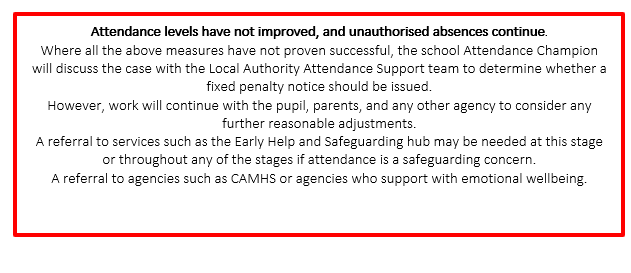 Attendance levels have not improved, and unauthorised absences continue.
Where all the above measures have not proven successful, the school Attendance Champion
will discuss the case with the Local Authority Attendance Support team to determine whether a
fixed penalty notice should be issued.
However, work will continue with the pupil, parents, and any other agency to consider any
further reasonable adjustments.
A referral to services such as the Early Help and Safeguarding hub may be needed at this stage
or throughout any of the stages if attendance is a safeguarding concern.
A referral to agencies such as CAMHS or agencies who support with emotional wellbeing.